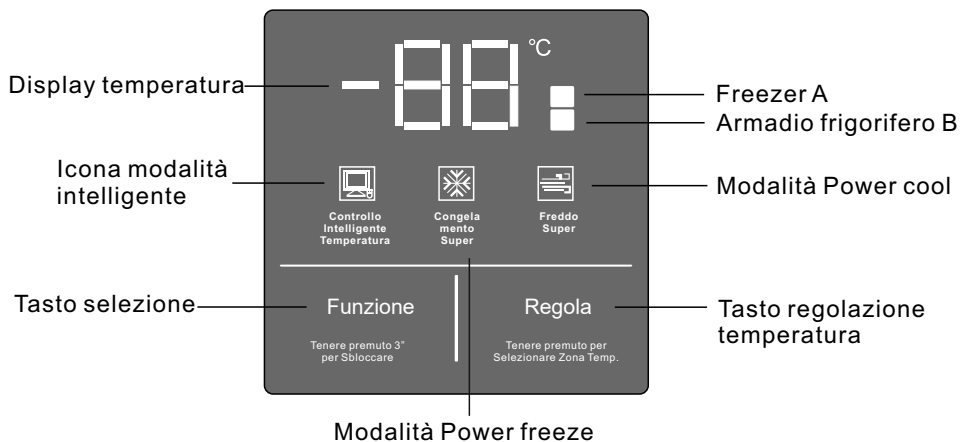 -88 °C
Display temperatura
Freezer A
Armadio frigorifero B
Icona modalità
intelligente
Modalità Power cool
Controllo
Intelligente
Temperatura
Congela
mento
Super
Freddo
Super
Tasto selezione
Funzione
Regola
Tasto regolazione
temperatura
Tenere premuto 3"
per Sbloccare
Tenere premuto per
Selezionare Zona Temp.
Modalità Power freeze